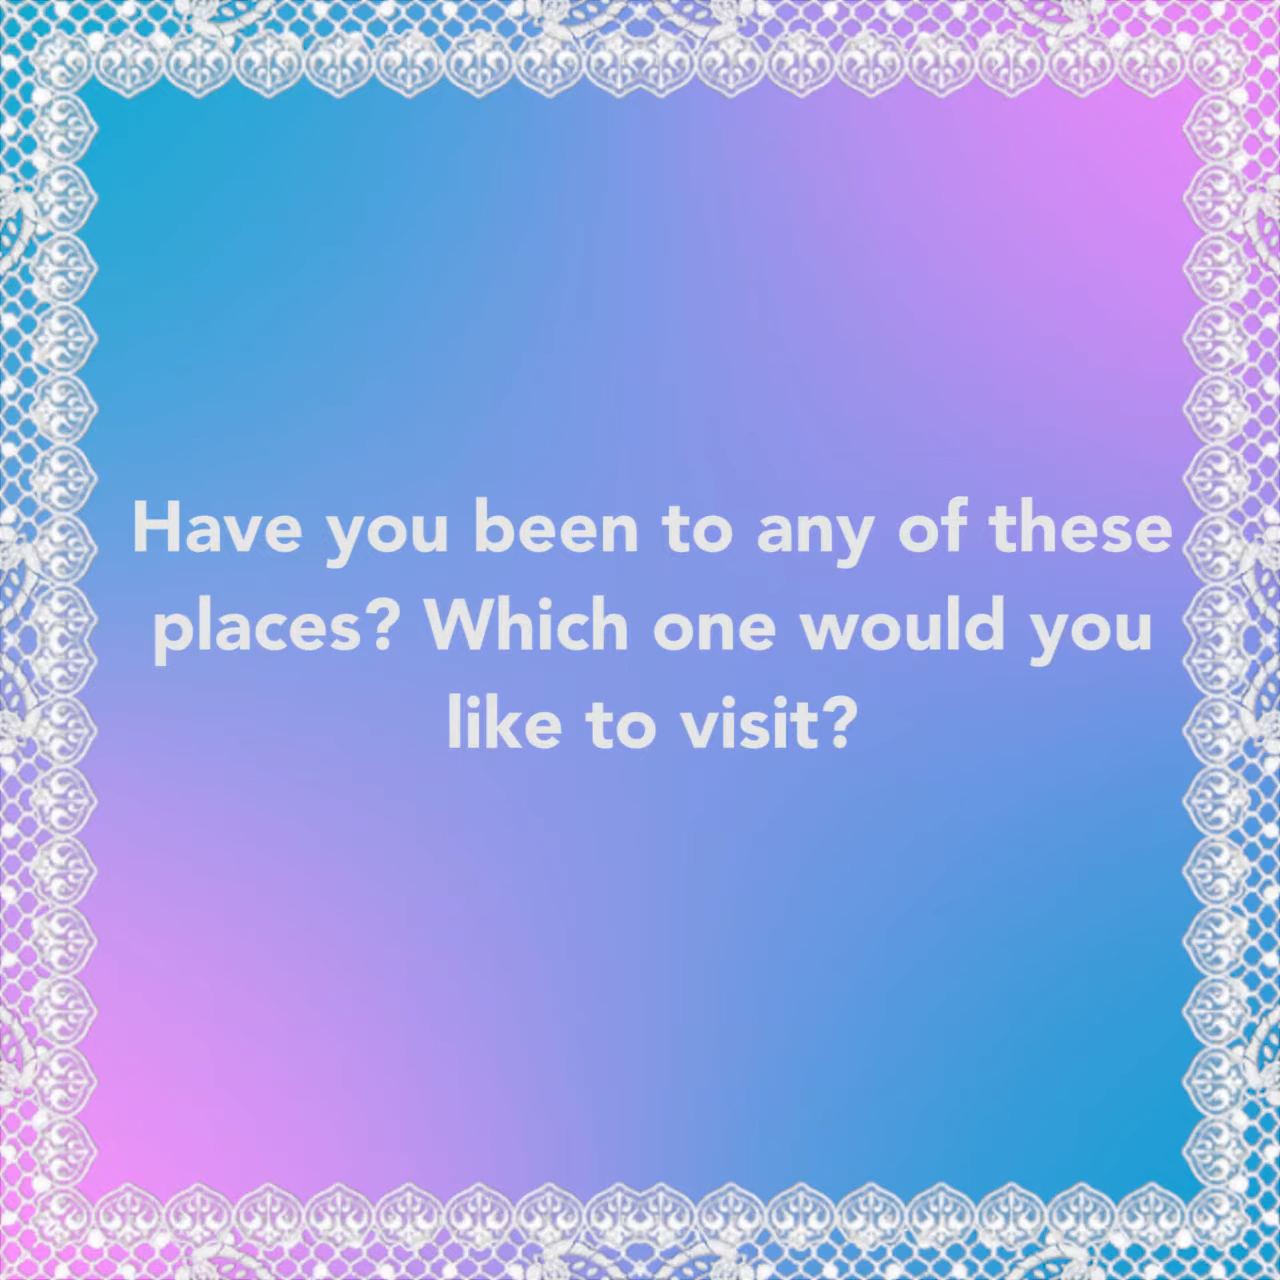 Have you been to any of these
places? Which one would you
like to visit?